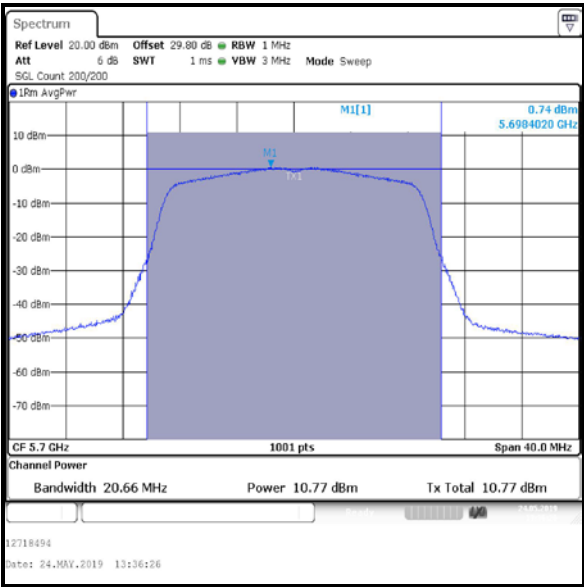 Spectrum
Ref Level 20.00 dBm Offset 29.80 dB RBW 1 MHz
Att 6 dB SWT 1 ms VBW 3 MHz Mode Sweep
SGL Count 200/200
1Rm AvgPwr
M1[1] 0.74 dBm
5.6984020 GHz
10 dBm
M1
0 dBm
TX1
-10 dBm
-20 dBm
-30 dBm
-40 dBm
-50 dBm
-60 dBm
-70 dBm
CF 5.7 GHz 1001 pts Span 40.0 MHz
Channel Power
Bandwidth 20.66 MHz Power 10.77 dBm Tx Total 10.77 dBm
Ready 24.05.2019
12718494
Date: 24.MAY.2019 13:36:26